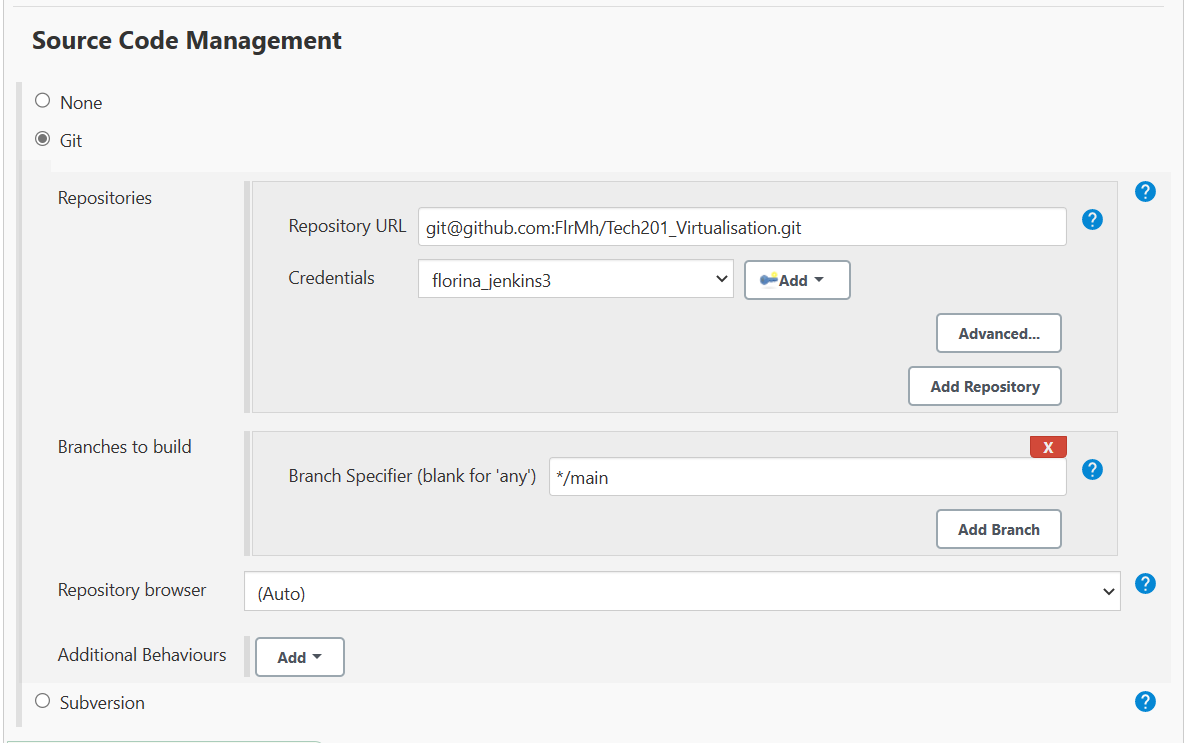 Source Code Management
None
Git
Repositories
?
Repository URL git@github.com:FlrMh/Tech201_Virtualisation.git ?
Credentials florina_jenkins3 Add
Advanced...
Add Repository
Branches to build
X
Branch Specifier (blank for 'any') */main ?
Add Branch
Repository browser (Auto) ?
Additional Behaviours Add
Subversion ?